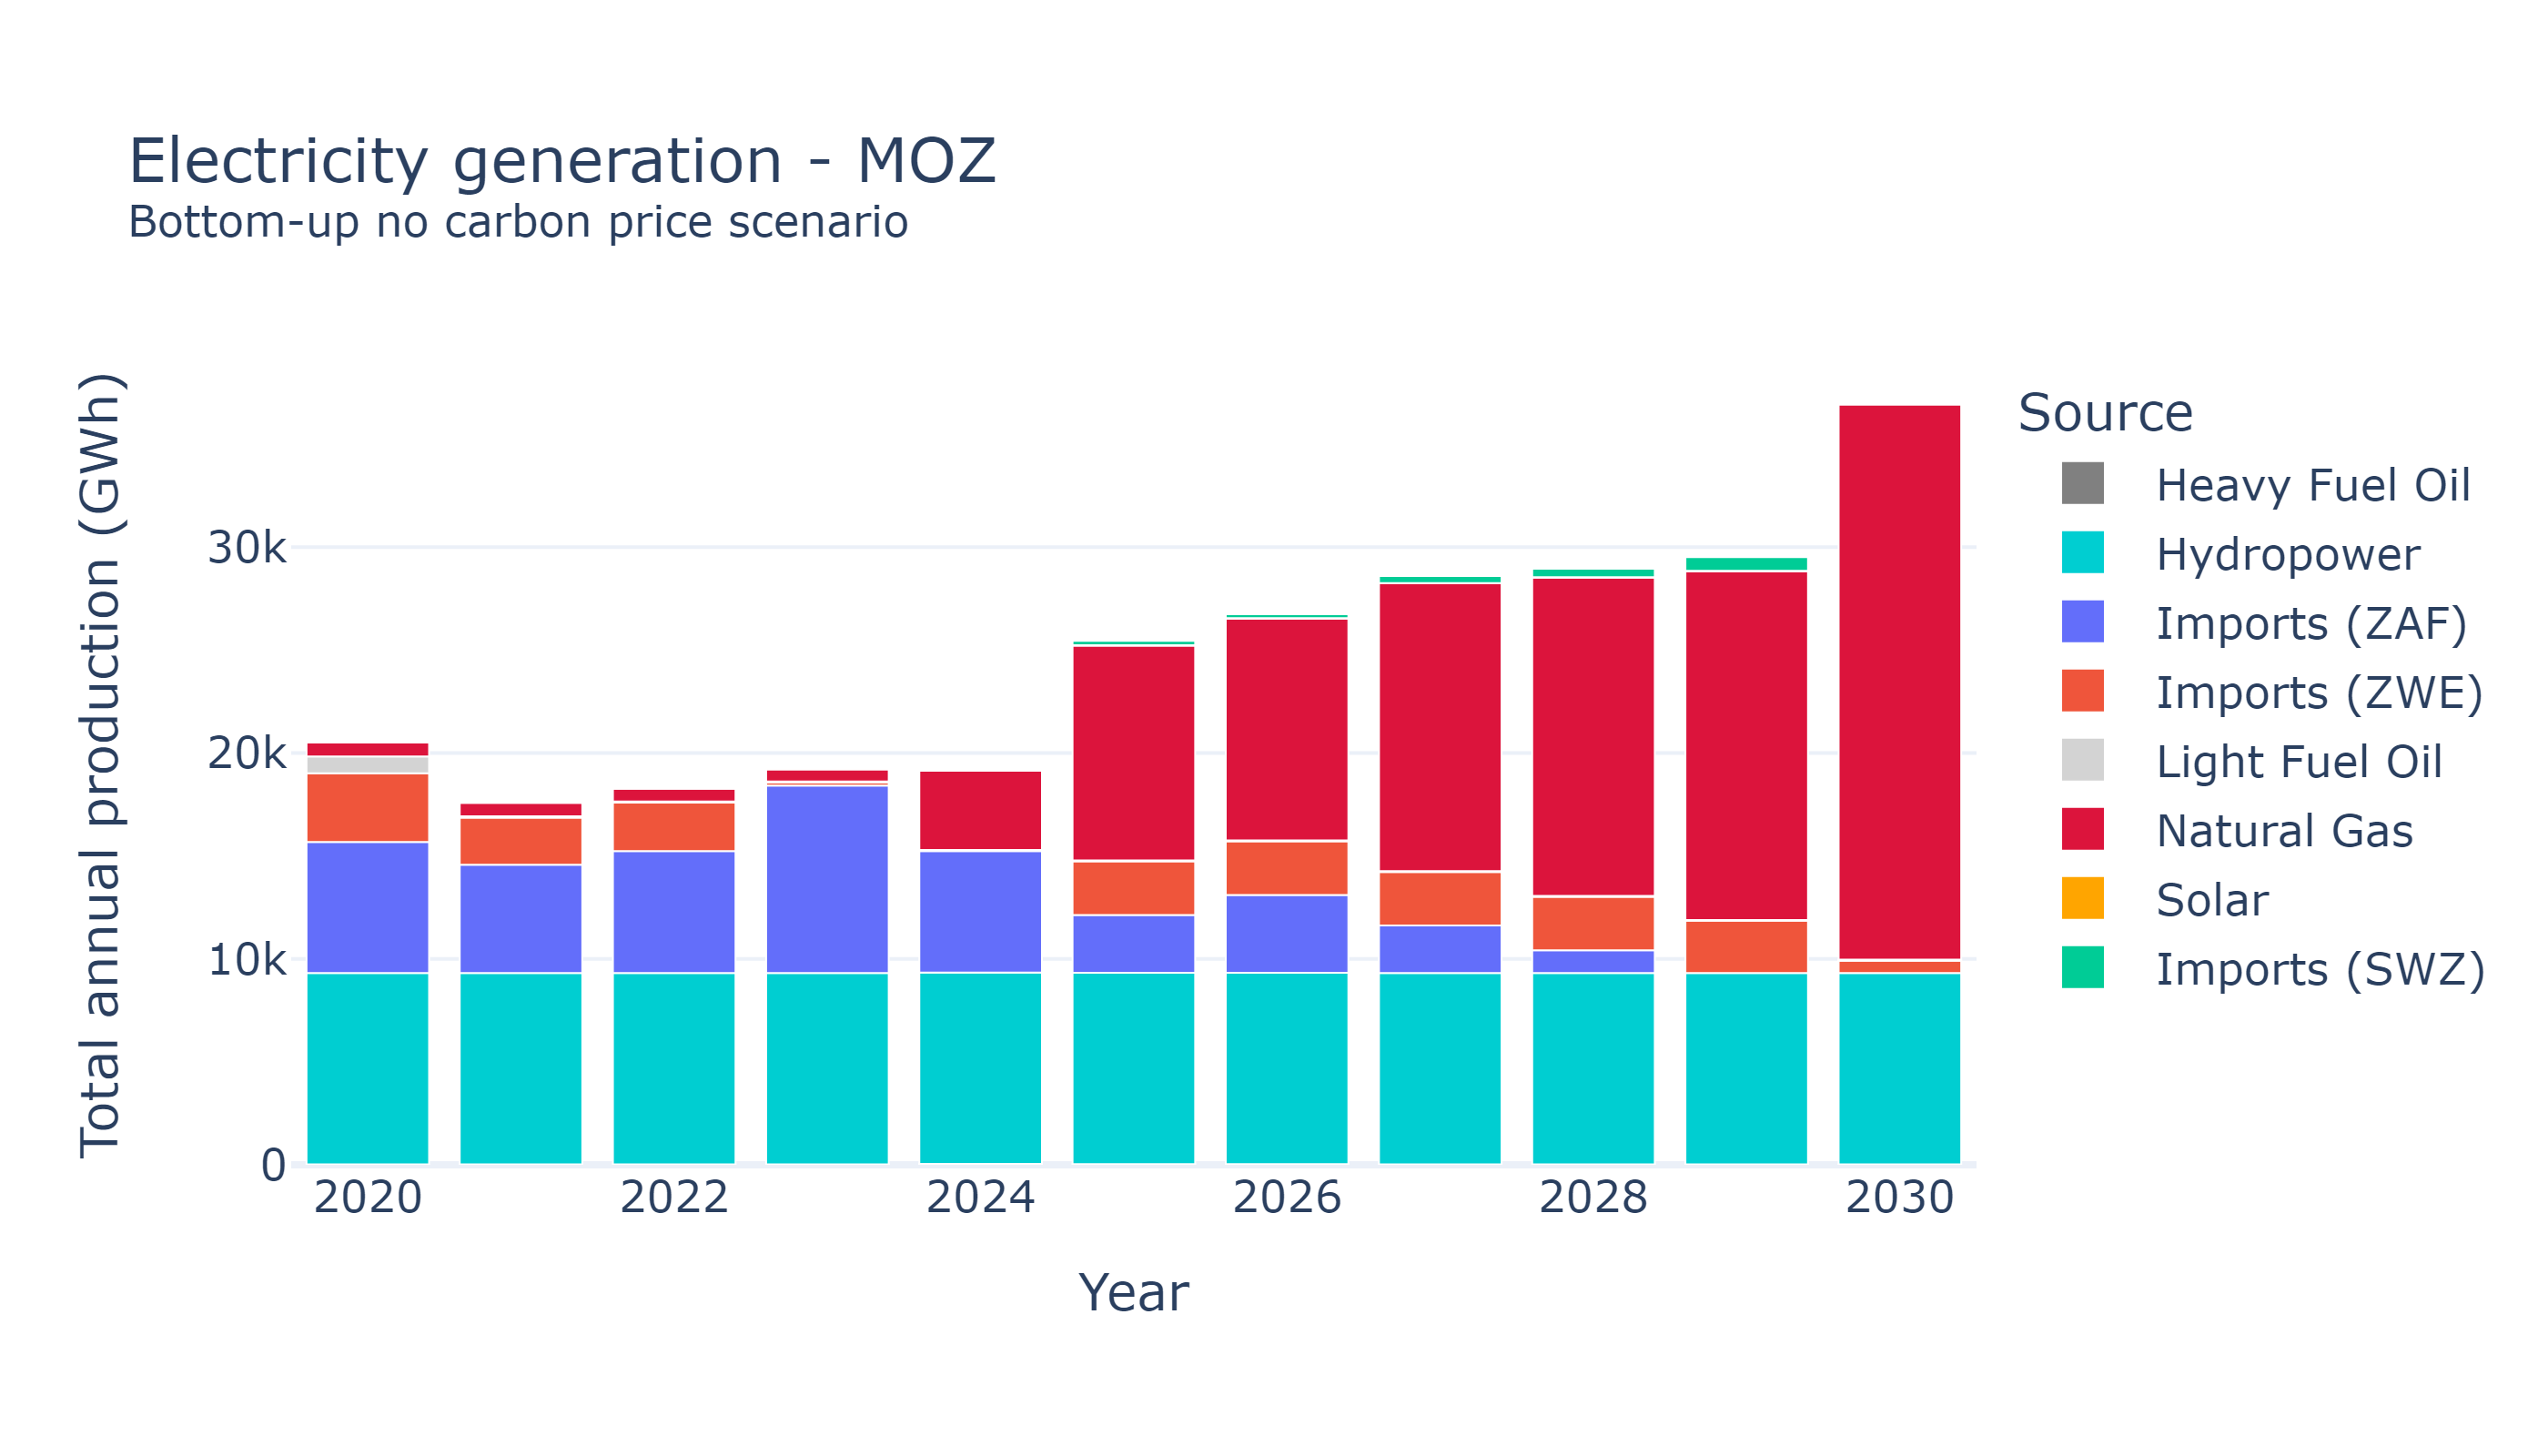 Electricity generation - MOZ
Bottom-up no carbon price scenario
Total annual production (GWh)
30k
20k
10k
0
2020
2022
2024
2026
2028
2030
Year
Source
Heavy Fuel Oil
Hydropower
Imports (ZAF)
Imports (ZWE)
Light Fuel Oil
Natural Gas
Solar
Imports (SWZ)